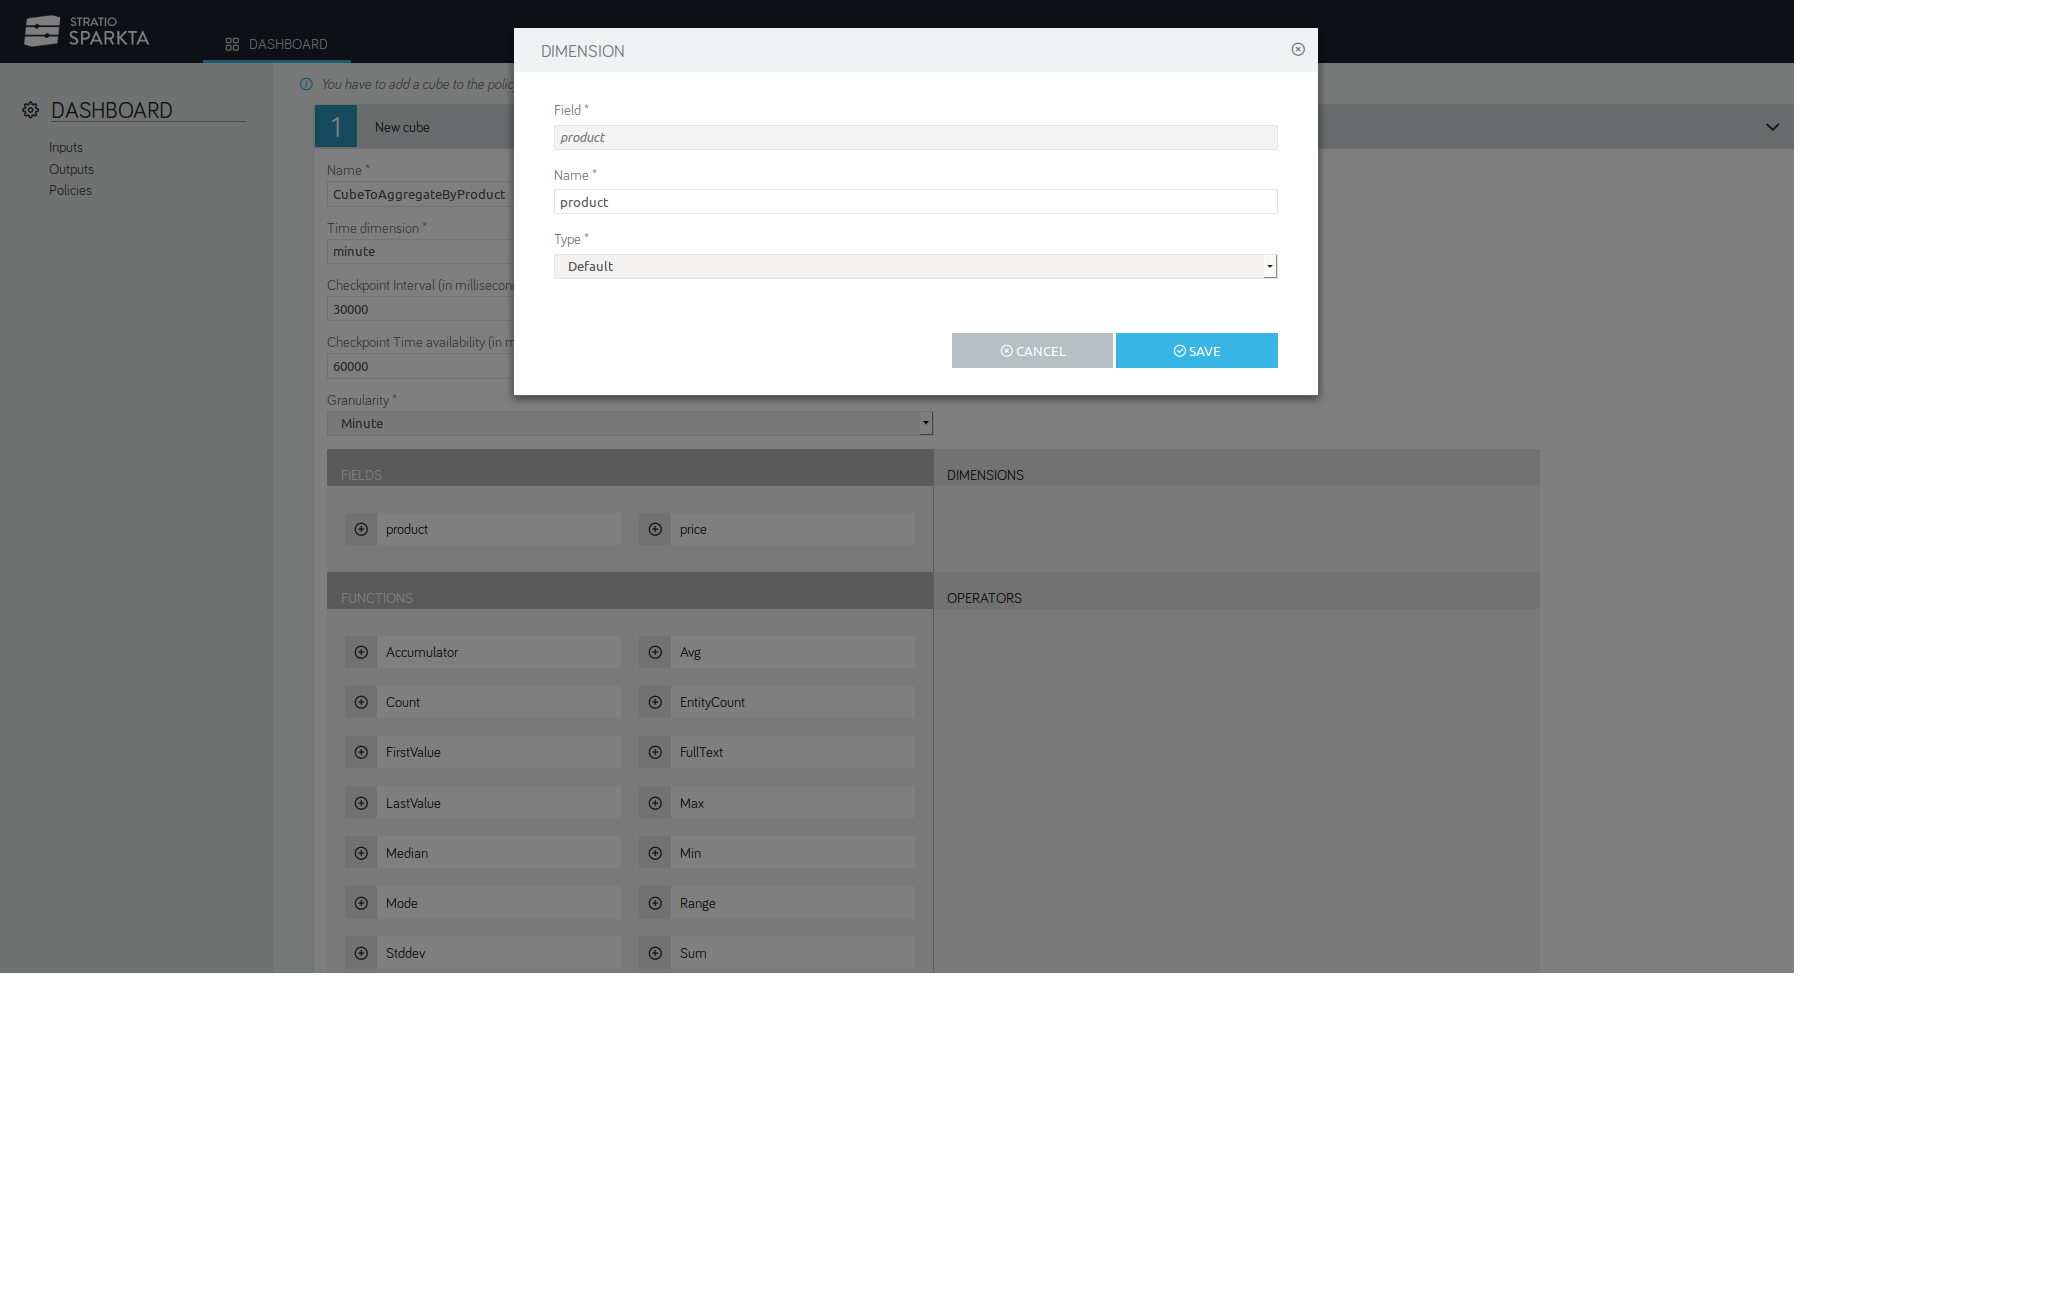 STRATIO
SPARKTA
DASHBOARD
DASHBOARD
Inputs
Outputs
Policies
You have to add a cube to the polic
1
New cube
Name *
CubeToAggregateByProduct
Time dimension *
minute
Checkpoint Interval (in millisecon
30000
Checkpoint Time availability (in m
60000
Granularity *
Minute
DIMENSION
Field *
product
Name *
product
Type *
Default
CANCEL
SAVE
FIELDS
DIMENSIONS
product
price
FUNCTIONS
OPERATORS
Accumulator
Avg
Count
EntityCount
FirstValue
FullText
LastValue
Max
Median
Min
Mode
Range
Stddev
Sum